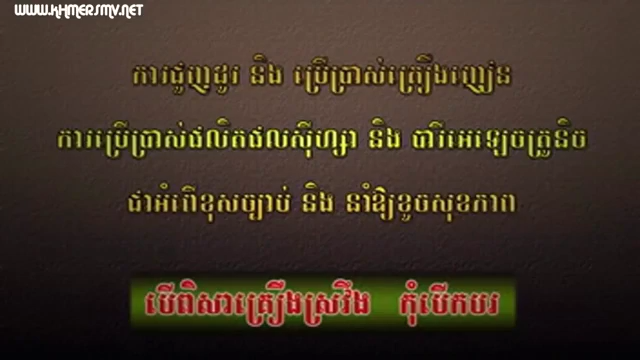 WWW.KHMERSMV.NET
ការជួញដូរ និង ប្រើប្រាស់គ្រឿងញៀន
ការប្រើប្រាស់ផលិតផលស៊ីហ្សា និង បារីអេឡិចត្រូនិច
ជាអំពើខុសច្បាប់ និង នាំឱ្យខូចសុខភាព
បើពិសាគ្រឿងស្រវឹង កុំបើកបរ